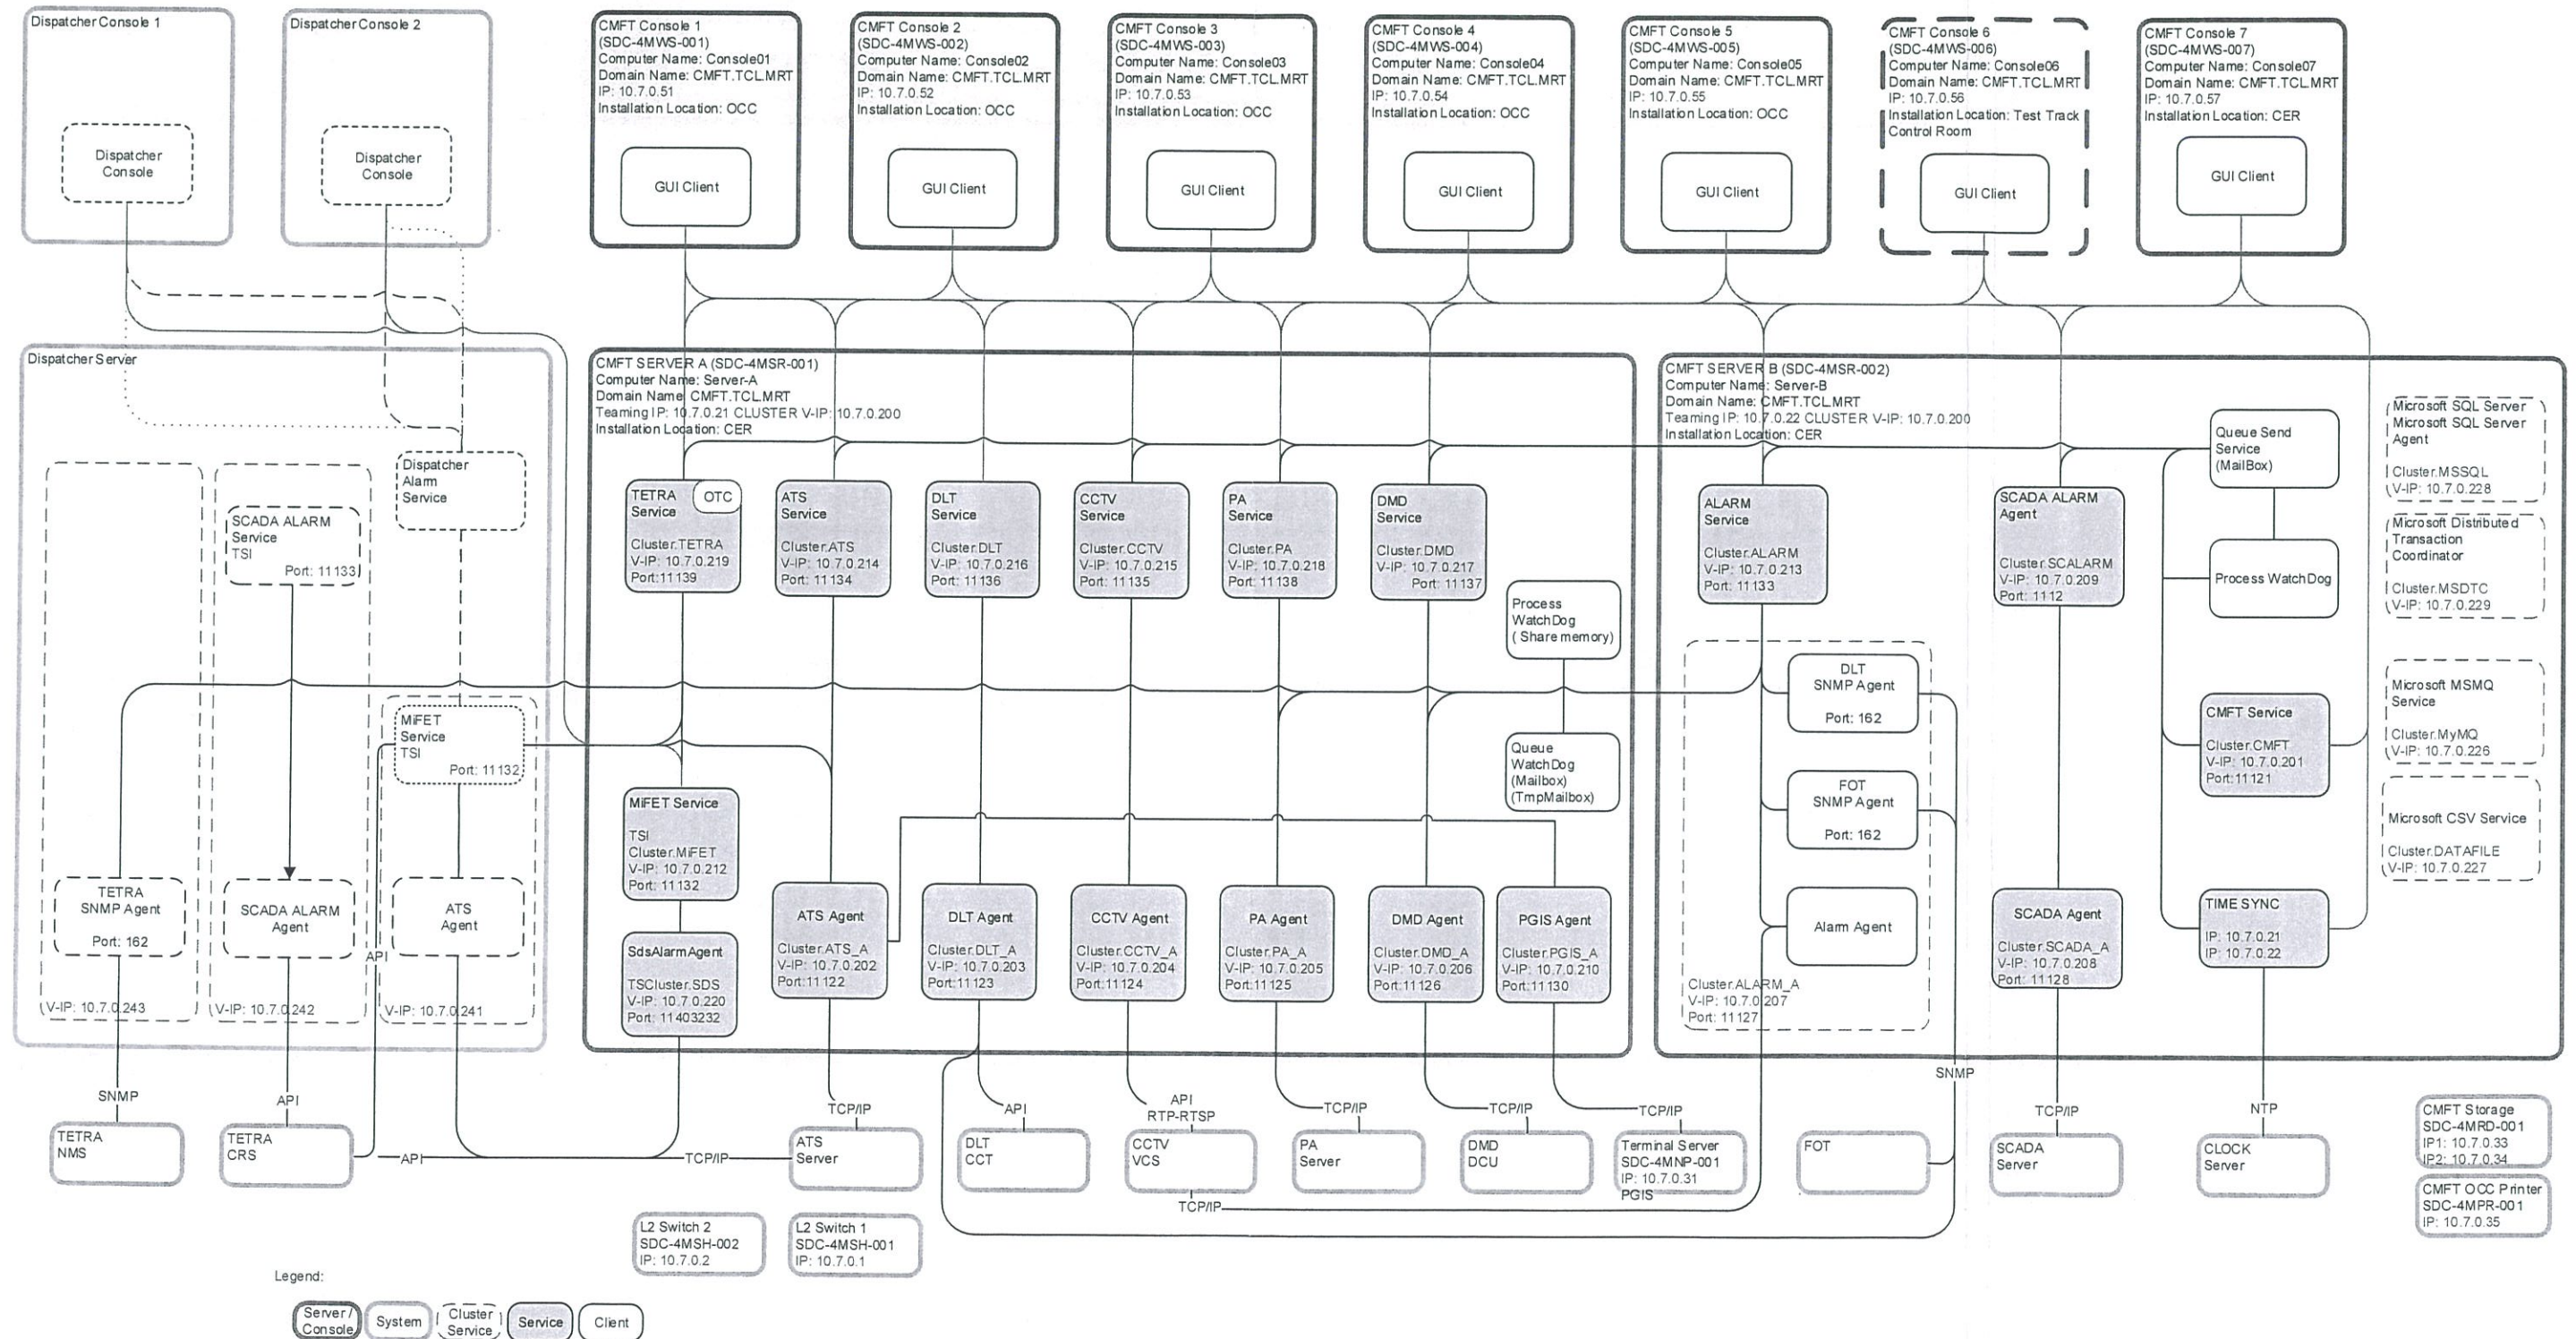 Dispatcher Console 1
Dispatcher
Console
Dispatcher Console 2
Dispatcher
Console
CMFT Console 1
(SDC-4MWS-001)
Computer Name: Console01
Domain Name: CMFT.TCL.MRT
IP: 10.7.0.51
Installation Location: OCC
GUI Client
CMFT Console 2
(SDC-4MWS-002)
Computer Name: Console02
Domain Name: CMFT.TCL.MRT
IP: 10.7.0.52
Installation Location: OCC
GUI Client
CMFT Console 3
(SDC-4MWS-003)
Computer Name: Console03
Domain Name: CMFT.TCL.MRT
IP: 10.7.0.53
Installation Location: OCC
GUI Client
CMFT Console 4
(SDC-4MWS-004)
Computer Name: Console04
Domain Name: CMFT.TCL.MRT
IP: 10.7.0.54
Installation Location: OCC
GUI Client
CMFT Console 5
(SDC-4MWS-005)
Computer Name: Console05
Domain Name: CMFT.TCL.MRT
IP: 10.7.0.55
Installation Location: OCC
GUI Client
CMFT Console 6
(SDC-4MWS-006)
Computer Name: Console06
Domain Name: CMFT.TCL.MRT
IP: 10.7.0.56
Installation Location: Test Track
Control Room
GUI Client
CMFT Console 7
(SDC-4MWS-007)
Computer Name: Console07
Domain Name: CMFT.TCL.MRT
IP: 10.7.0.57
Installation Location: CER
GUI Client
Dispatcher Server
Dispatcher
Alarm
Service
SCADA ALARM
Service
TSI
Port: 11133
MiFET
Service
TSI
Port: 11132
TETRA
SNMP Agent
Port: 162
SCADA ALARM
Agent
ATS
Agent
API
V-IP: 10.7.0.243
V-IP: 10.7.0.242
V-IP: 10.7.0.241
CMFT SERVER A (SDC-4MSR-001)
Computer Name: Server-A
Domain Name: CMFT.TCL.MRT
Teaming IP: 10.7.0.21 CLUSTER V-IP: 10.7.0.200
Installation Location: CER
TETRA
Service
OTC
Cluster.TETRA
V-IP: 10.7.0.219
Port:11139
ATS
Service
Cluster.ATS
V-IP: 10.7.0.214
Port: 11134
DLT
Service
Cluster.DLT
V-IP: 10.7.0.216
Port: 11136
CCTV
Service
Cluster.CCTV
V-IP: 10.7.0.215
Port: 11135
PA
Service
Cluster.PA
V-IP: 10.7.0.218
Port: 11138
DMD
Service
Cluster.DMD
V-IP: 10.7.0.217
Port: 11137
Process
WatchDog
( Share memory)
Queue
WatchDog
(Mailbox)
(TmpMailbox)
MiFET Service
TSI
Cluster.MiFET
V-IP: 10.7.0.212
Port: 11132
SdsAlarmAgent
TSCluster.SDS
V-IP: 10.7.0.220
Port: 11403232
ATS Agent
Cluster.ATS_A
V-IP: 10.7.0.202
Port:11122
DLT Agent
Cluster.DLT_A
V-IP: 10.7.0.203
Port:11123
CCTV Agent
Cluster.CCTV_A
V-IP: 10.7.0.204
Port:11124
PA Agent
Cluster.PA_A
V-IP: 10.7.0.205
Port:11125
DMD Agent
Cluster.DMD_A
V-IP: 10.7.0.206
Port:11126
PGIS Agent
Cluster.PGIS_A
V-IP: 10.7.0.210
Port:11130
CMFT SERVER B (SDC-4MSR-002)
Computer Name: Server-B
Domain Name: CMFT.TCL.MRT
Teaming IP: 10.7.0.22 CLUSTER V-IP: 10.7.0.200
Installation Location: CER
ALARM
Service
Cluster.ALARM
V-IP: 10.7.0.213
Port: 11133
SCADA ALARM
Agent
Cluster.SCALARM
V-IP: 10.7.0.209
Port: 1112
Queue Send
Service
(MailBox)
Process WatchDog
DLT
SNMP Agent
Port: 162
FOT
SNMP Agent
Port: 162
Alarm Agent
Cluster.ALARM_A
V-IP: 10.7.0.207
Port: 11127
CMFT Service
Cluster.CMFT
V-IP: 10.7.0.201
Port:11121
SCADA Agent
Cluster.SCADA_A
V-IP: 10.7.0.208
Port: 11128
TIME SYNC
IP: 10.7.0.21
IP: 10.7.0.22
Microsoft SQL Server
Microsoft SQL Server
Agent
Cluster.MSSQL
V-IP: 10.7.0.228
Microsoft Distributed
Transaction
Coordinator
Cluster.MSDTC
V-IP: 10.7.0.229
Microsoft MSMQ
Service
Cluster.MyMQ
V-IP: 10.7.0.226
Microsoft CSV Service
Cluster.DATAFILE
V-IP: 10.7.0.227
SNMP
TETRA
NMS
API
TETRA
CRS
API
TCP/IP
TCP/IP
ATS
Server
API
DLT
CCT
API
RTP-RTSP
CCTV
VCS
TCP/IP
TCP/IP
PA
Server
TCP/IP
DMD
DCU
TCP/IP
Terminal Server
SDC-4MNP-001
IP: 10.7.0.31
PGIS
FOT
SNMP
TCP/IP
SCADA
Server
NTP
CLOCK
Server
CMFT Storage
SDC-4MRD-001
IP1: 10.7.0.33
IP2: 10.7.0.34
CMFT OCC Printer
SDC-4MPR-001
IP: 10.7.0.35
L2 Switch 2
SDC-4MSH-002
IP: 10.7.0.2
L2 Switch 1
SDC-4MSH-001
IP: 10.7.0.1
Legend:
Server /
Console
System
Cluster
Service
Service
Client